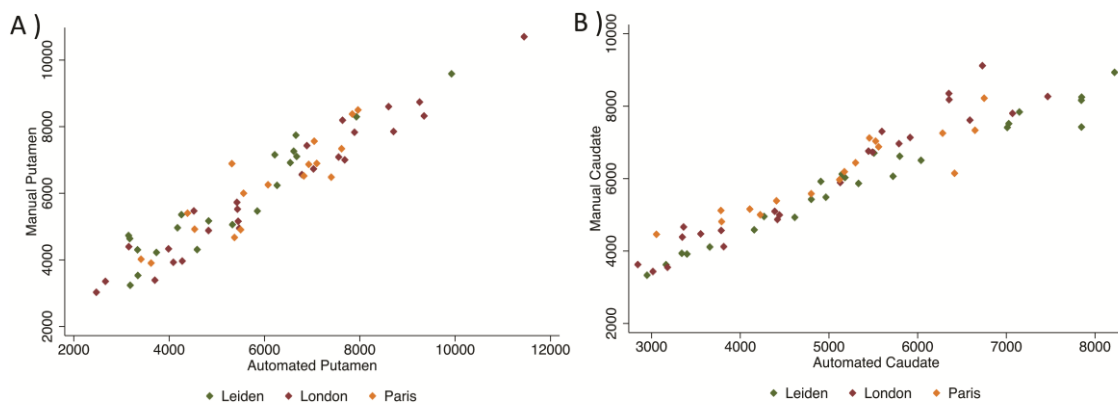 A )
Manual Putamen
10000
8000
6000
4000
2000
2000 4000 6000 8000 10000 12000
Automated Putamen
Leiden London Paris
B )
Manual Caudate
10000
8000
6000
4000
2000
3000 4000 5000 6000 7000 8000
Automated Caudate
Leiden London Paris